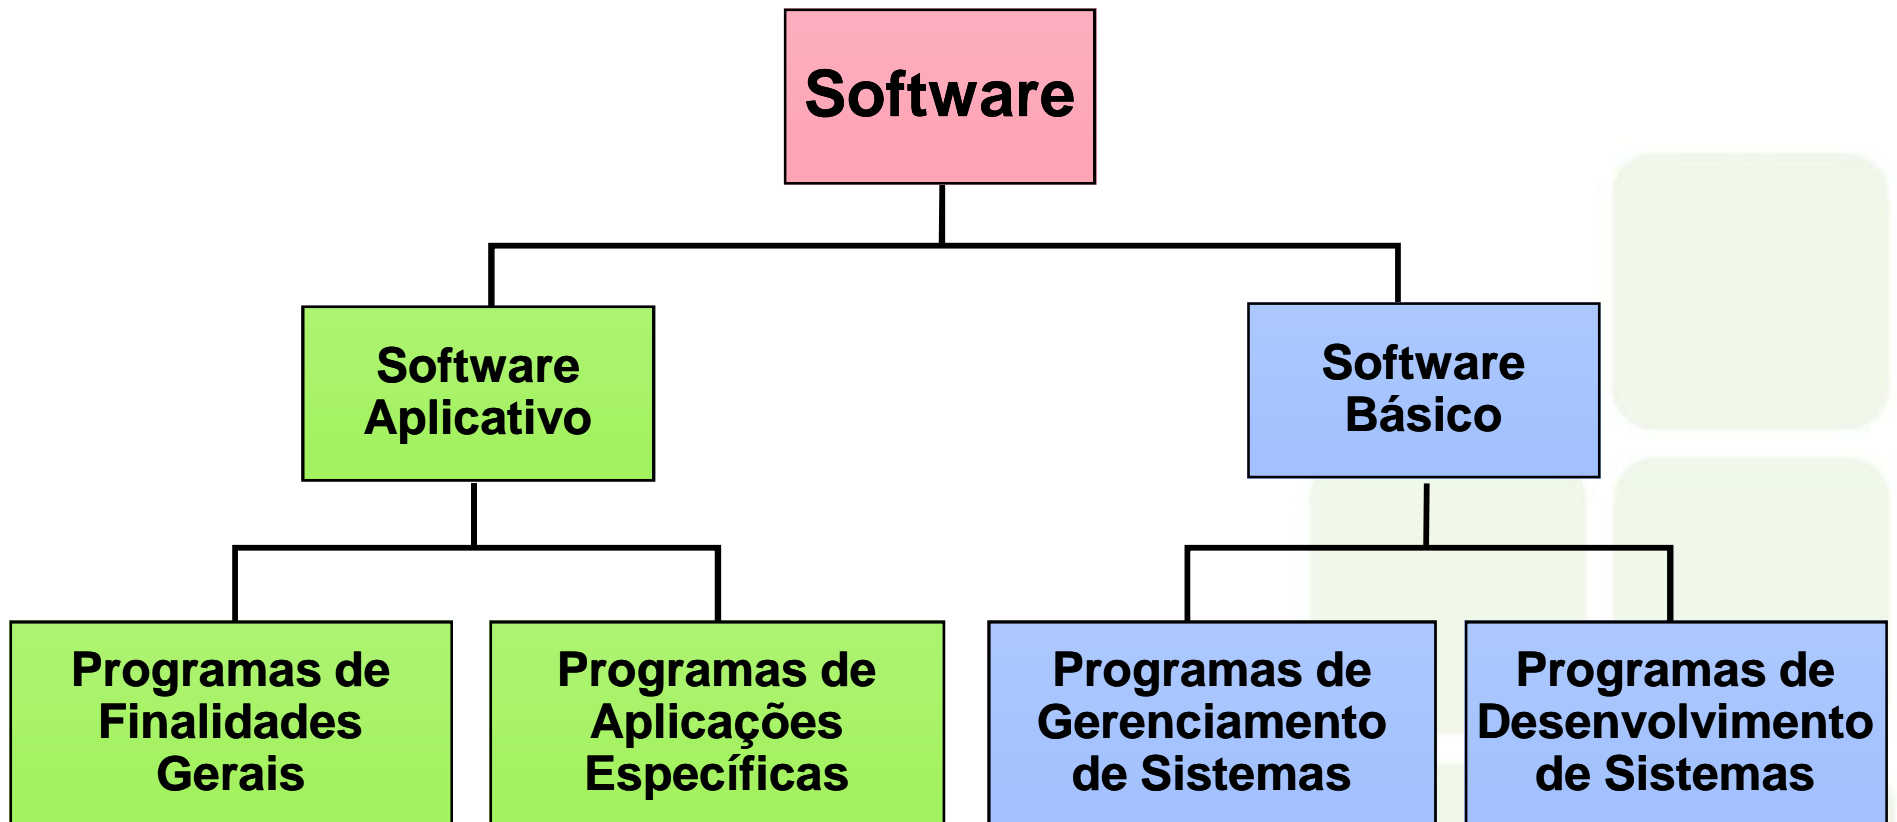 Software
Software
Aplicativo
Software
Básico
Programas de
Finalidades
Gerais
Programas de
Aplicações
Específicas
Programas de
Gerenciamento
de Sistemas
Programas de
Desenvolvimento
de Sistemas